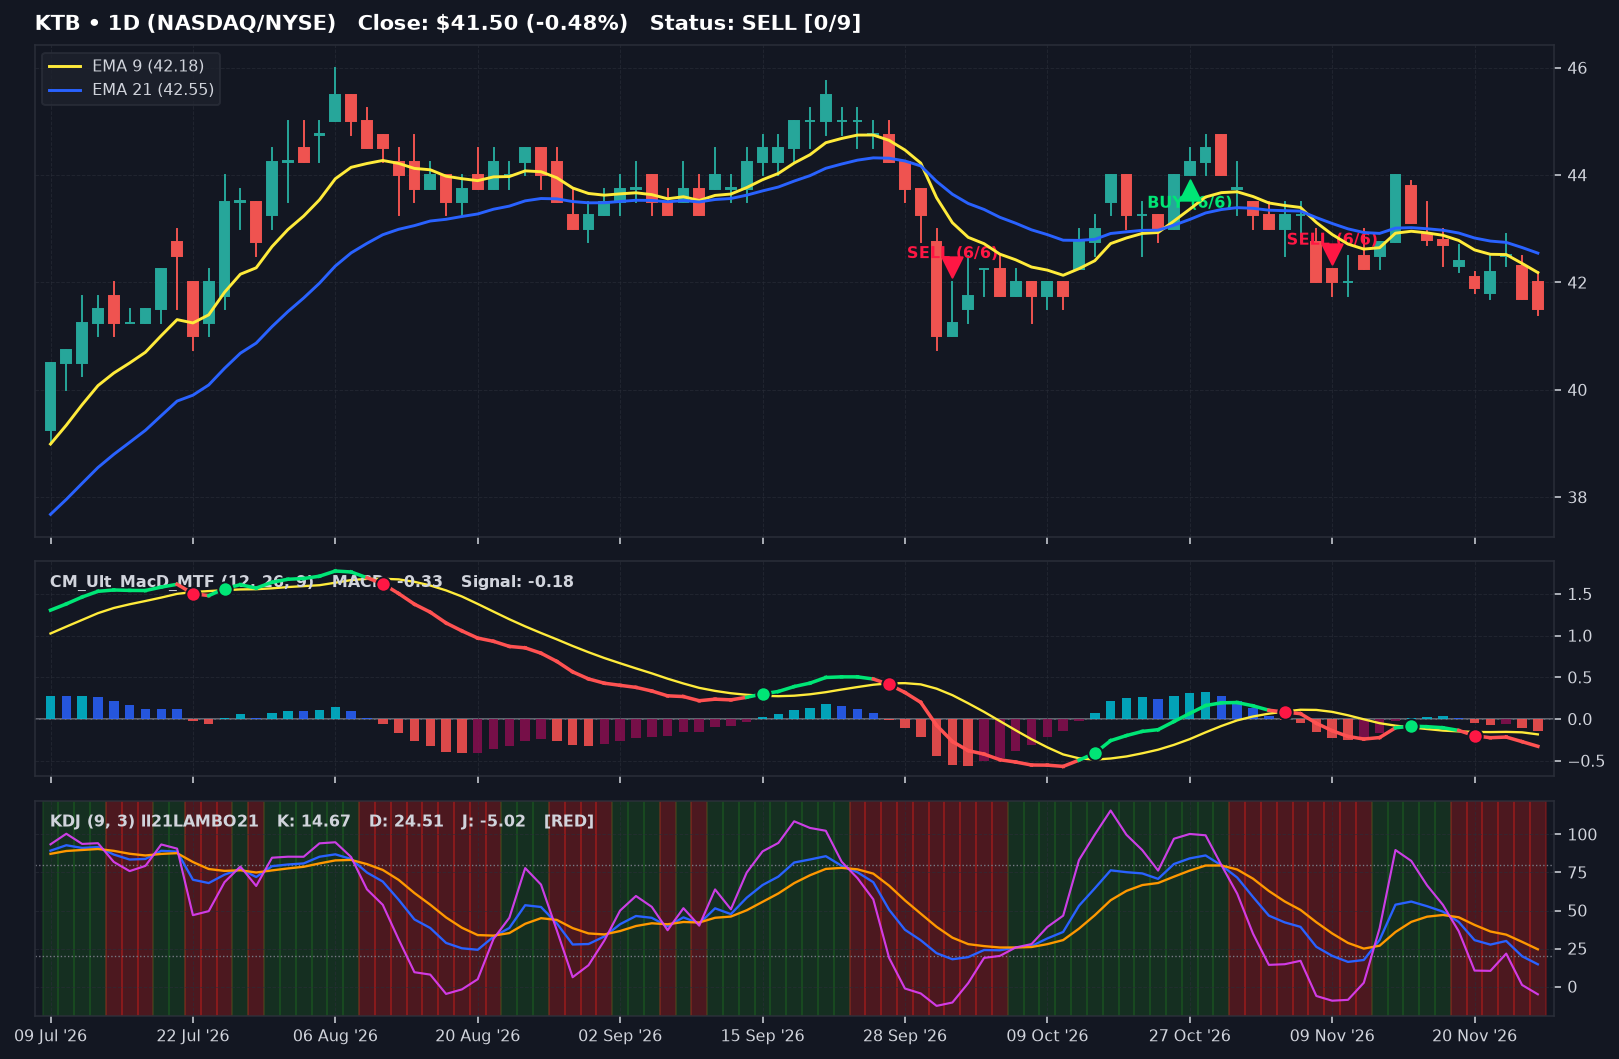 KTB • 1D (NASDAQ/NYSE)   Close: $41.50 (-0.48%)   Status: SELL [0/9]
EMA 9 (42.18)
EMA 21 (42.55)
46
44
42
40
38
BUY (6/6)
SELL (6/6)
SELL (6/6)
CM_Ult_MacD_MTF (12, 26, 9)   MACD: -0.33   Signal: -0.18
1.5
1.0
0.5
0.0
−0.5
KDJ (9, 3) II21LAMBO21   K: 14.67   D: 24.51   J: -5.02   [RED]
100
75
50
25
0
09 Jul '26
22 Jul '26
06 Aug '26
20 Aug '26
02 Sep '26
15 Sep '26
28 Sep '26
09 Oct '26
27 Oct '26
09 Nov '26
20 Nov '26